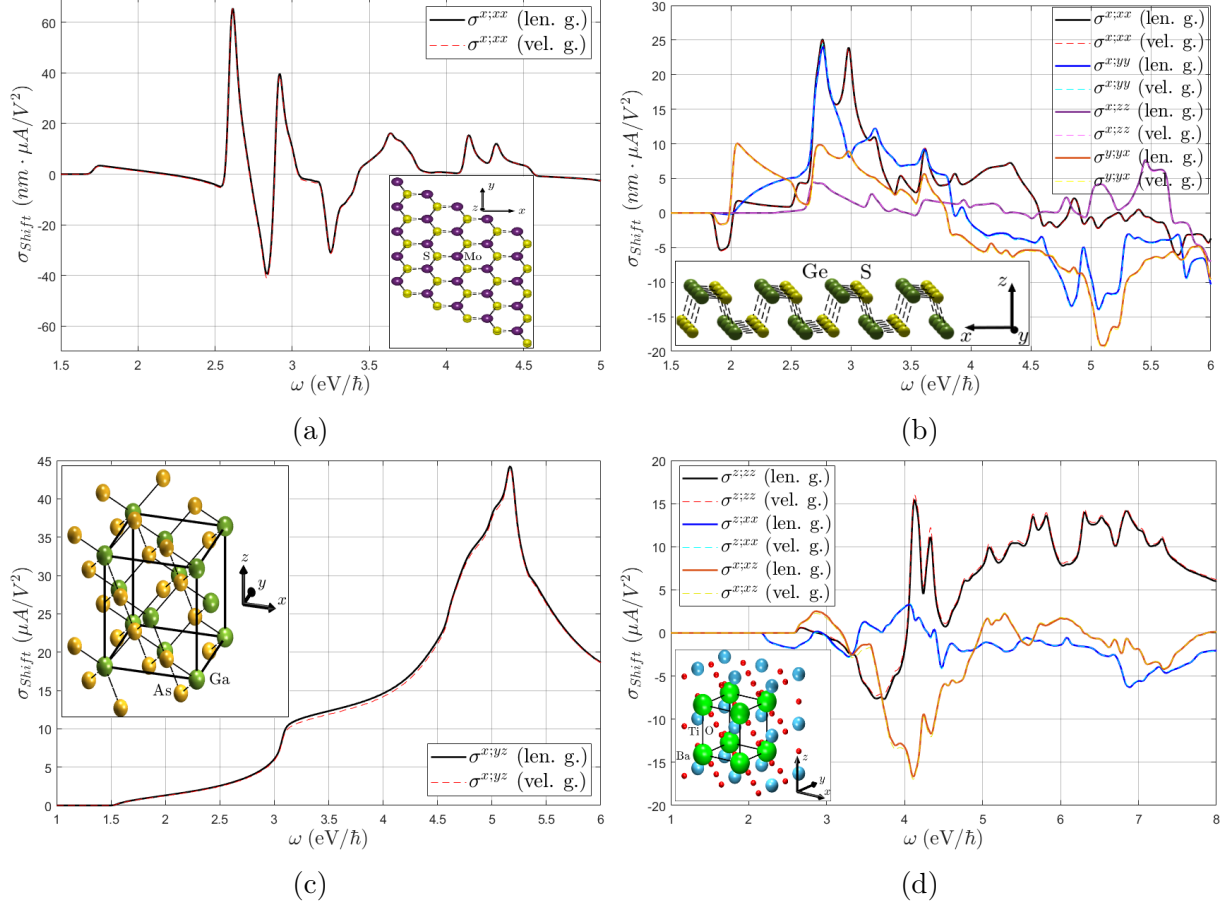 60
40
20
0
-20
-40
-60
1.5
2
2.5
3
3.5
4
4.5
5
σ_Shift (nm · μA/V²)
ω (eV/ħ)
σ^{x;xx} (len. g.)
σ^{x;xx} (vel. g.)
y
z
x
S
Mo
(a)
30
25
20
15
10
5
0
-5
-10
-15
-20
1.5
2
2.5
3
3.5
4
4.5
5
5.5
6
σ_Shift (nm · μA/V²)
ω (eV/ħ)
σ^{x;xx} (len. g.)
σ^{x;xx} (vel. g.)
σ^{x;yy} (len. g.)
σ^{x;yy} (vel. g.)
σ^{x;zz} (len. g.)
σ^{x;zz} (vel. g.)
σ^{y;yx} (len. g.)
σ^{y;yx} (vel. g.)
Ge
S
z
x
y
(b)
45
40
35
30
25
20
15
10
5
0
1
1.5
2
2.5
3
3.5
4
4.5
5
5.5
6
σ_Shift (μA/V²)
ω (eV/ħ)
z
y
x
As
Ga
σ^{x;yz} (len. g.)
σ^{x;yz} (vel. g.)
(c)
20
15
10
5
0
-5
-10
-15
-20
1
2
3
4
5
6
7
8
σ_Shift (μA/V²)
ω (eV/ħ)
σ^{z;zz} (len. g.)
σ^{z;zz} (vel. g.)
σ^{z;xx} (len. g.)
σ^{z;xx} (vel. g.)
σ^{x;xz} (len. g.)
σ^{x;xz} (vel. g.)
Ti
O
Ba
z
y
x
(d)